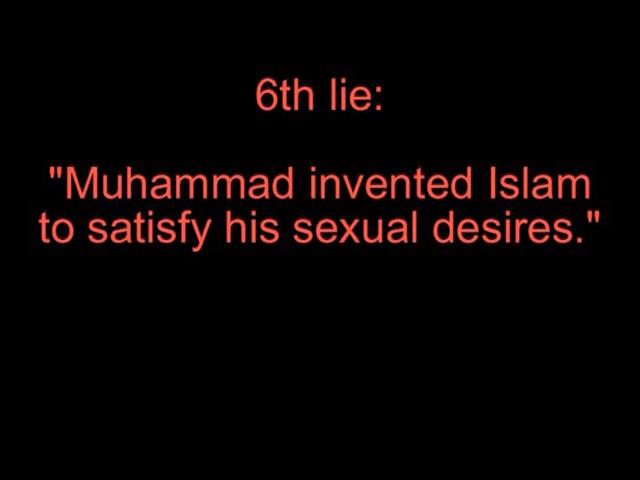 6th lie:
"Muhammad invented Islam
to satisfy his sexual desires."